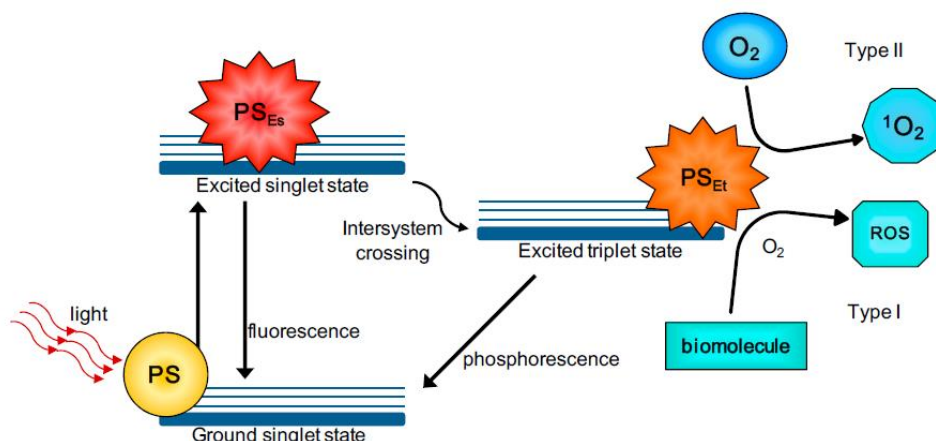 PS_Es
Excited singlet state
O₂
Type II
¹O₂
PS_Et
Intersystem
crossing
Excited triplet state
O₂
ROS
Type I
light
fluorescence
PS
phosphorescence
biomolecule
Ground singlet state